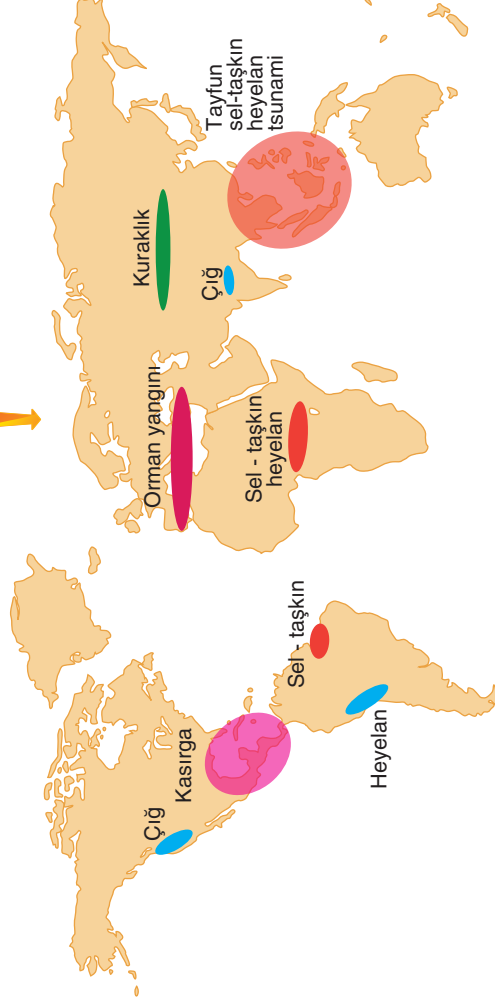 Çığ
Kasırga
Sel - taşkın
Heyelan
Orman yangını
Sel - taşkın
heyelan
Kuraklık
Çığ
Tayfun
sel-taşkın
heyelan
tsunami